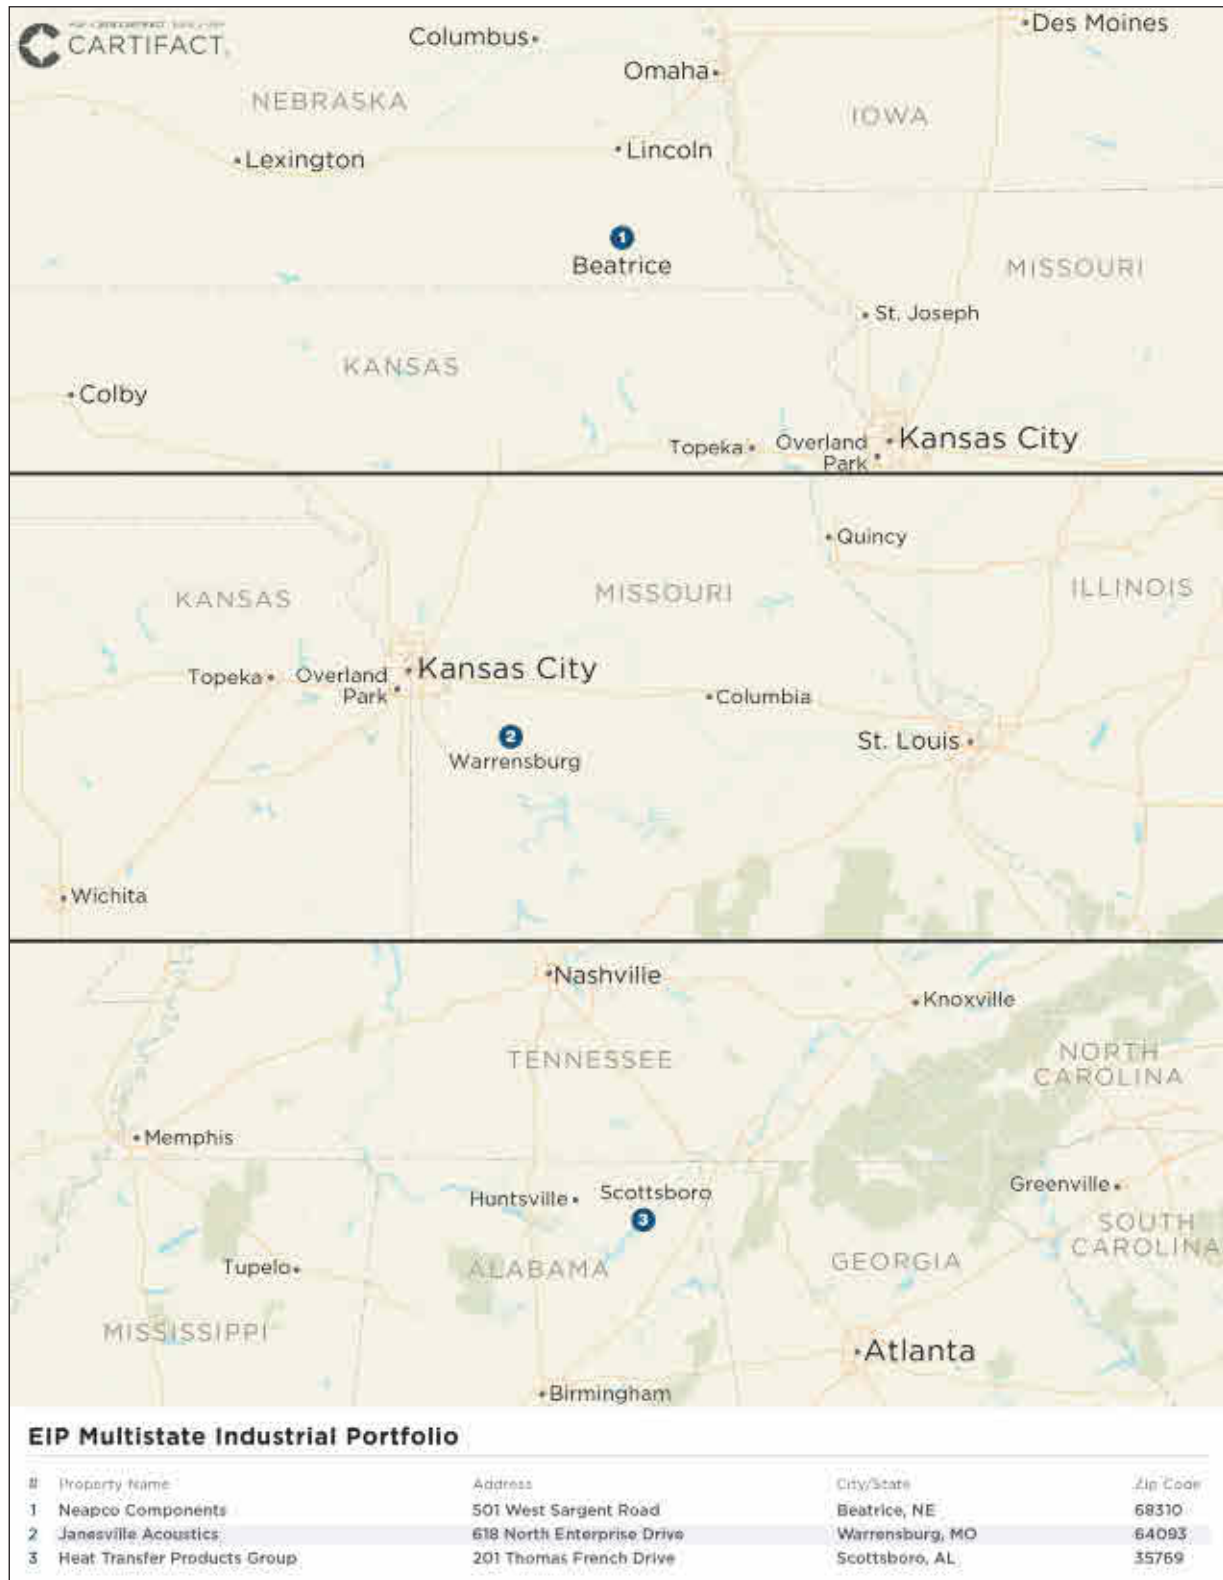 CARTIFACT
Columbus
Des Moines
Omaha
NEBRASKA
IOWA
Lexington
Lincoln
1
Beatrice
MISSOURI
St. Joseph
KANSAS
Colby
Topeka
Overland
Park
Kansas City
Quincy
KANSAS
MISSOURI
ILLINOIS
Topeka
Overland
Park
Kansas City
Columbia
2
Warrensburg
St. Louis
Wichita
Nashville
Knoxville
TENNESSEE
NORTH
CAROLINA
Memphis
Huntsville
Scottsboro
3
Greenville
SOUTH
CAROLINA
Tupelo
ALABAMA
GEORGIA
MISSISSIPPI
Atlanta
Birmingham
EIP Multistate Industrial Portfolio
# Property Name Address City/State Zip Code
1 Neapco Components 501 West Sargent Road Beatrice, NE 68310
2 Janesville Acoustics 618 North Enterprise Drive Warrensburg, MO 64093
3 Heat Transfer Products Group 201 Thomas French Drive Scottsboro, AL 35769